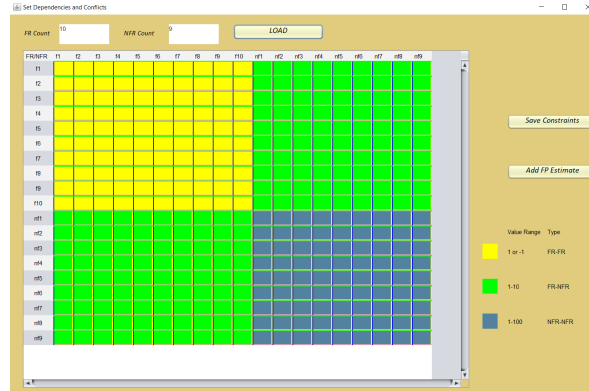 Set Dependencies and Conflicts
FR Count 10 NFR Count 9 LOAD
FR/NFR f1 f2 f3 f4 f5 f6 f7 f8 f9 f10 nf1 nf2 nf3 nf4 nf5 nf6 nf7 nf8 nf9
f1
f2
f3
f4
f5
f6
f7
f8
f9
f10
nf1
nf2
nf3
nf4
nf5
nf6
nf7
nf8
nf9
Save Constraints
Add FP Estimate
Value Range Type
1 or -1 FR-FR
1-10 FR-NFR
1-100 NFR-NFR